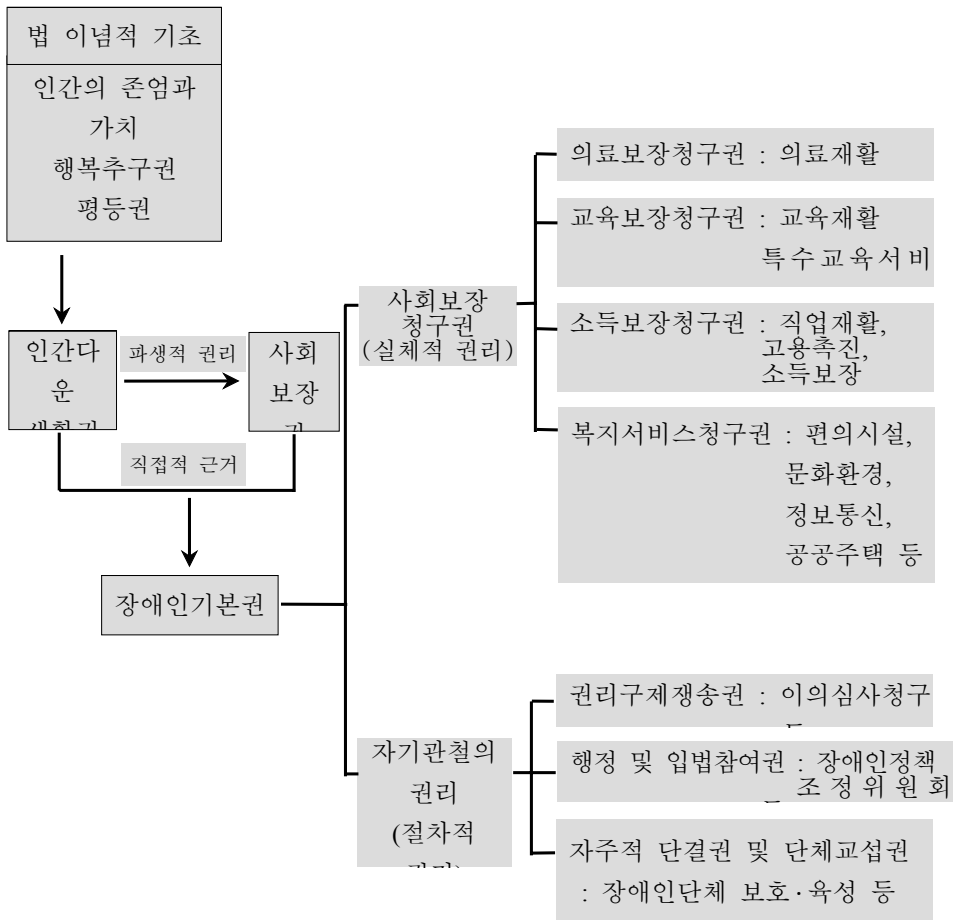 법 이념적 기초
인간의 존엄과
가치
행복추구권
평등권
인간다
운
파생적 권리
사회
보장
직접적 근거
장애인기본권
사회보장
청구권
(실체적 권리)
의료보장청구권 : 의료재활
교육보장청구권 : 교육재활
특수교육서비
소득보장청구권 : 직업재활,
고용촉진,
소득보장
복지서비스청구권 : 편의시설,
문화환경,
정보통신,
공공주택 등
자기관철의
권리
(절차적
권리구제쟁송권 : 이의심사청구
행정 및 입법참여권 : 장애인정책
조정위원회
자주적 단결권 및 단체교섭권
: 장애인단체 보호·육성 등